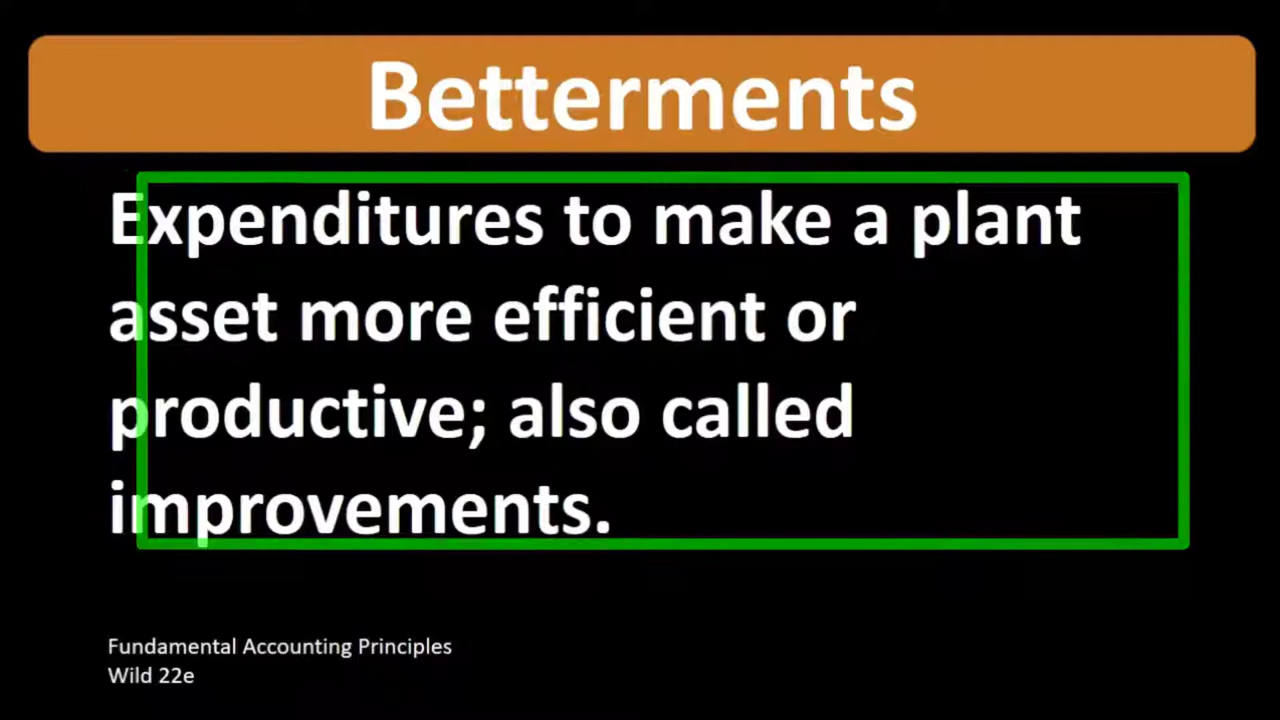 Betterments
Expenditures to make a plant
asset more efficient or
productive; also called
improvements.
Fundamental Accounting Principles
Wild 22e